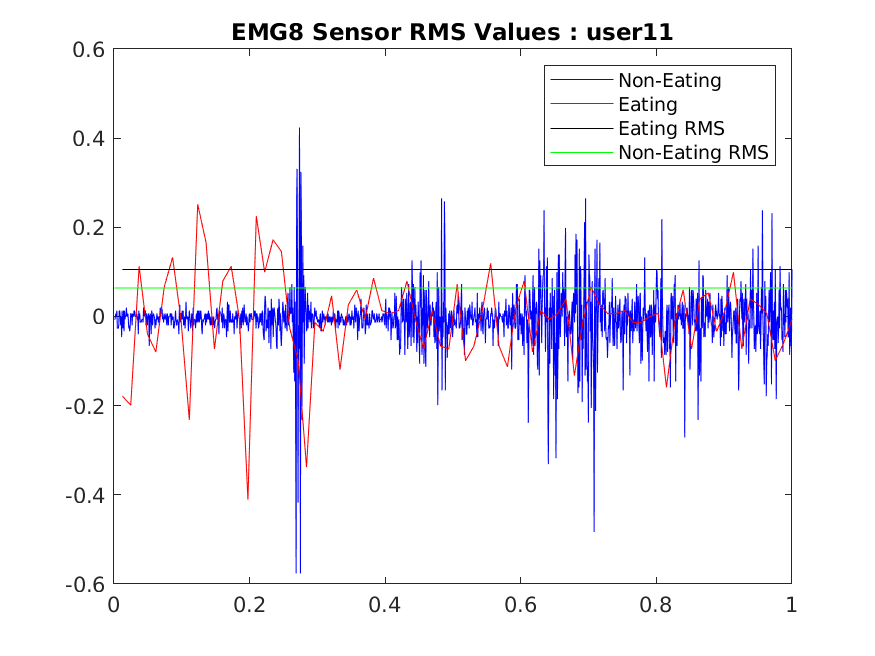 EMG8 Sensor RMS Values : user11
0.6
0.4
0.2
0
-0.2
-0.4
-0.6
Non-Eating
Eating
Eating RMS
Non-Eating RMS
0 0.2 0.4 0.6 0.8 1